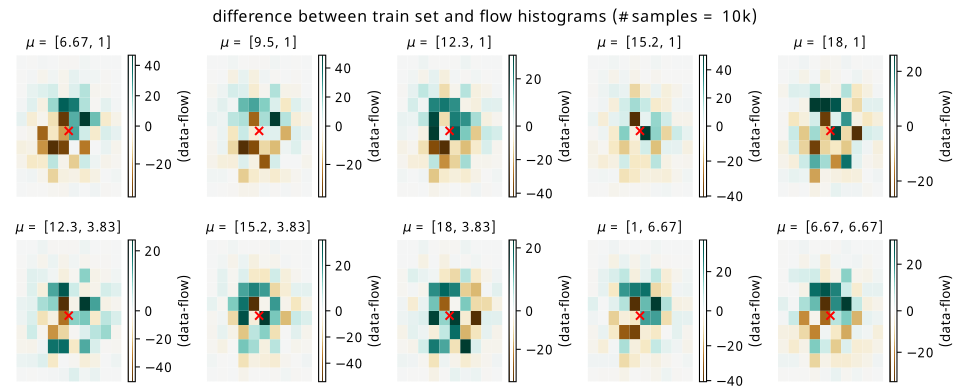 difference between train set and flow histograms (# samples = 10k)
μ = [6.67, 1]
μ = [9.5, 1]
μ = [12.3, 1]
μ = [15.2, 1]
μ = [18, 1]
40
20
0
−20
(data-flow)
40
20
0
−20
(data-flow)
20
0
−20
−40
(data-flow)
40
20
0
−20
−40
(data-flow)
20
0
−20
(data-flow)
μ = [12.3, 3.83]
μ = [15.2, 3.83]
μ = [18, 3.83]
μ = [1, 6.67]
μ = [6.67, 6.67]
20
0
−20
−40
(data-flow)
20
0
−20
−40
(data-flow)
20
0
−20
(data-flow)
20
0
−20
−40
(data-flow)
20
0
−20
(data-flow)